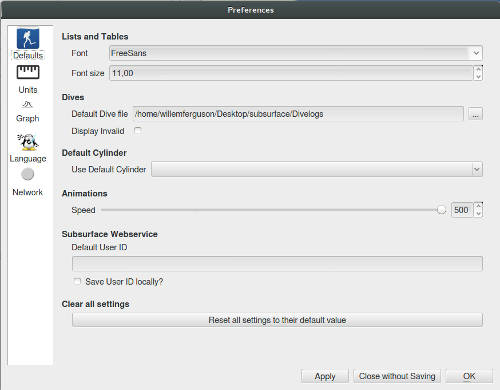 Preferences
Defaults
Units
Graph
Language
Network
Lists and Tables
Font FreeSans
Font size 11,00
Dives
Default Dive file /home/willemferguson/Desktop/subsurface/Divelogs ...
Display Invalid
Default Cylinder
Use Default Cylinder
Animations
Speed 500
Subsurface Webservice
Default User ID
Save User ID locally?
Clear all settings
Reset all settings to their default value
Apply Close without Saving OK